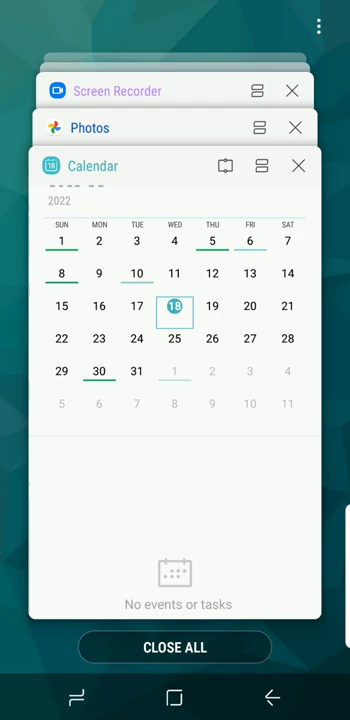 Screen Recorder
Photos
18 Calendar
2022
SUN MON TUE WED THU FRI SAT
1 2 3 4 5 6 7
8 9 10 11 12 13 14
15 16 17 18 19 20 21
22 23 24 25 26 27 28
29 30 31 1 2 3 4
5 6 7 8 9 10 11
No events or tasks
CLOSE ALL